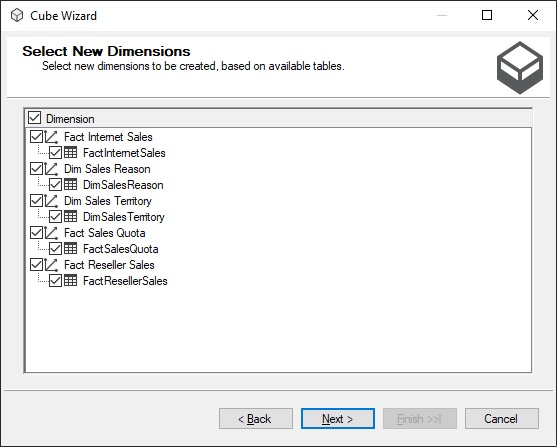 Cube Wizard
Select New Dimensions
Select new dimensions to be created, based on available tables.
Dimension
Fact Internet Sales
FactInternetSales
Dim Sales Reason
DimSalesReason
Dim Sales Territory
DimSalesTerritory
Fact Sales Quota
FactSalesQuota
Fact Reseller Sales
FactResellerSales
< Back Next > Finish >>| Cancel